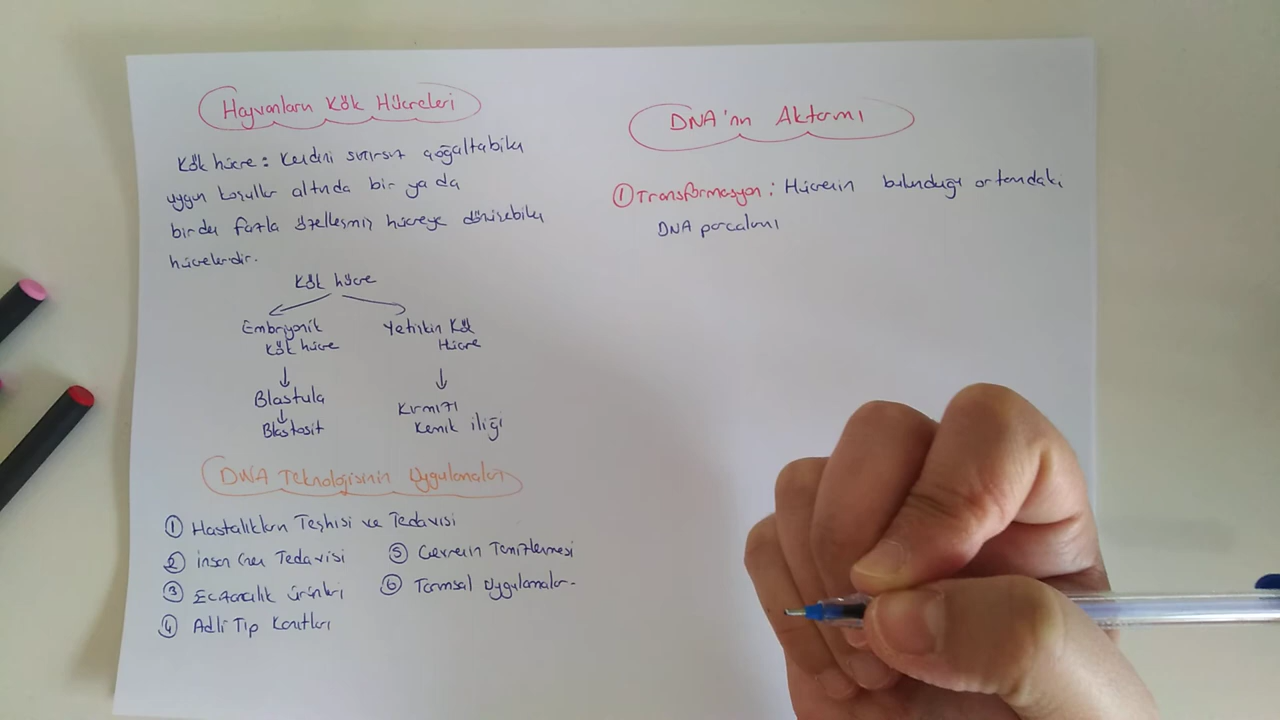 Hayvanların Kök Hücreleri
Kök hücre: Kendini sınırsız çoğaltabilen
uygun koşullar altında bir ya da
birden fazla özelleşmiş hücreye dönüşebilen
hücrelerdir.
Kök hücre
Embriyonik
Kök hücre
Yetişkin Kök
Hücre
Blastula
Blastosit
Kırmızı
Kemik iliği
DNA Teknolojisinin Uygulamaları
① Hastalıkların Teşhisi ve Tedavisi
② İnsan Gen Tedavisi
③ Eczacılık ürünleri
④ Adli Tıp Kanıtları
⑤ Çevrenin Temizlenmesi
⑥ Tarımsal Uygulamalar.
DNA'nın Aktarımı
① Transformasyon: Hücrenin bulunduğu ortamdaki
DNA parçalarını